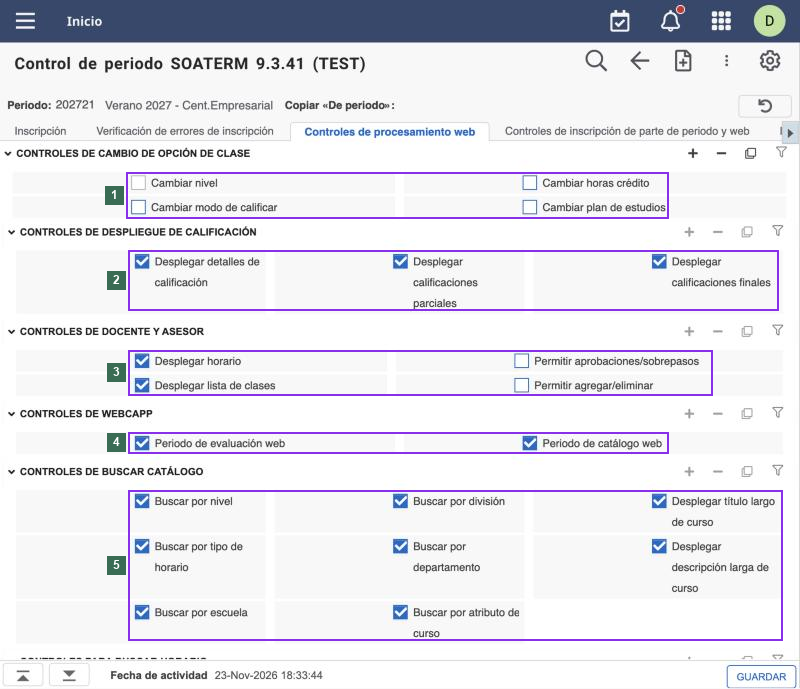 Inicio
D
Control de periodo SOATERM 9.3.41 (TEST)
Periodo: 202721 Verano 2027 - Cent.Empresarial Copiar «De periodo»:
Inscripción Verificación de errores de inscripción Controles de procesamiento web Controles de inscripción de parte de periodo y web
CONTROLES DE CAMBIO DE OPCIÓN DE CLASE
1
Cambiar nivel Cambiar horas crédito
Cambiar modo de calificar Cambiar plan de estudios
CONTROLES DE DESPLIEGUE DE CALIFICACIÓN
2
Desplegar detalles de Desplegar Desplegar
calificación calificaciones calificaciones finales
parciales
CONTROLES DE DOCENTE Y ASESOR
3
Desplegar horario Permitir aprobaciones/sobrepasos
Desplegar lista de clases Permitir agregar/eliminar
CONTROLES DE WEBCAPP
4 Periodo de evaluación web Periodo de catálogo web
CONTROLES DE BUSCAR CATÁLOGO
5
Buscar por nivel Buscar por división Desplegar título largo
de curso
Buscar por tipo de Buscar por Desplegar
horario departamento descripción larga de
curso
Buscar por escuela Buscar por atributo de
curso
Fecha de actividad 23-Nov-2026 18:33:44
GUARDAR